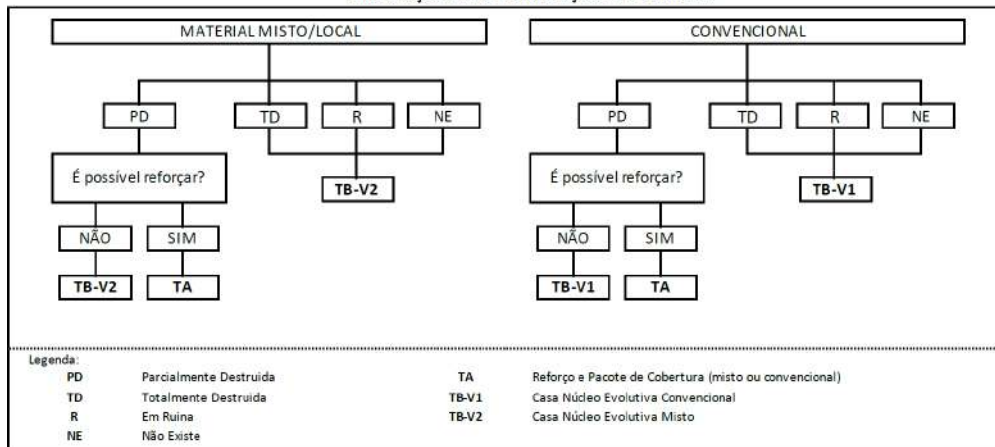 MATERIAL MISTO/LOCAL
CONVENCIONAL
PD
TD
R
NE
PD
TD
R
NE
É possível reforçar?
TB-V2
É possível reforçar?
TB-V1
NÃO
SIM
NÃO
SIM
TB-V2
TA
TB-V1
TA
Legenda:
PD Parcialmente Destruida TA Reforço e Pacote de Cobertura (misto ou convencional)
TD Totalmente Destruida TB-V1 Casa Núcleo Evolutiva Convencional
R Em Ruina TB-V2 Casa Núcleo Evolutiva Misto
NE Não Existe